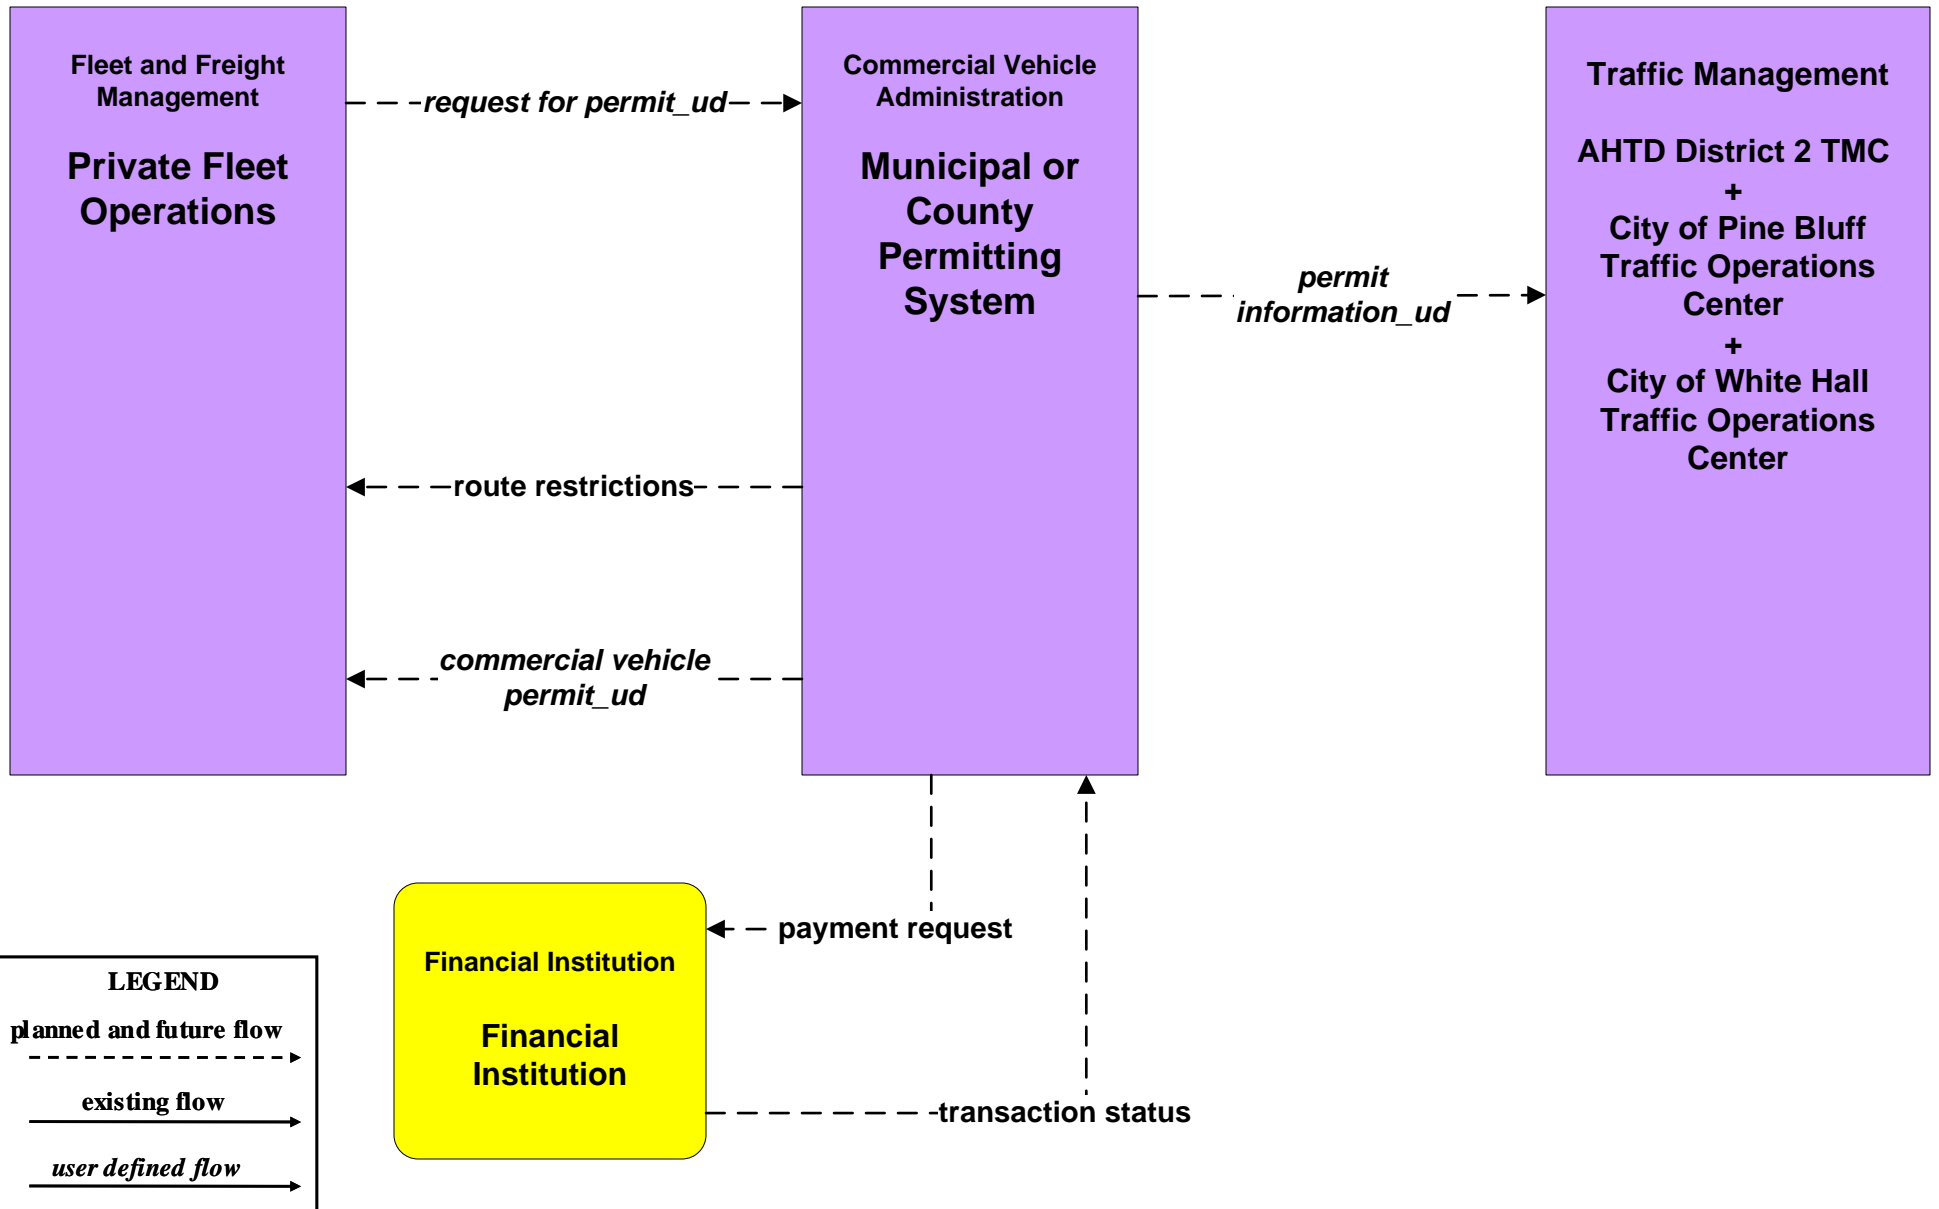 Fleet and Freight
Management
Private Fleet
Operations
request for permit_ud
Commercial Vehicle
Administration
Municipal or
County
Permitting
System
permit
information_ud
Traffic Management
AHTD District 2 TMC
+
City of Pine Bluff
Traffic Operations
Center
+
City of White Hall
Traffic Operations
Center
route restrictions
commercial vehicle
permit_ud
payment request
Financial Institution
Financial
Institution
transaction status
LEGEND
planned and future flow
existing flow
user defined flow